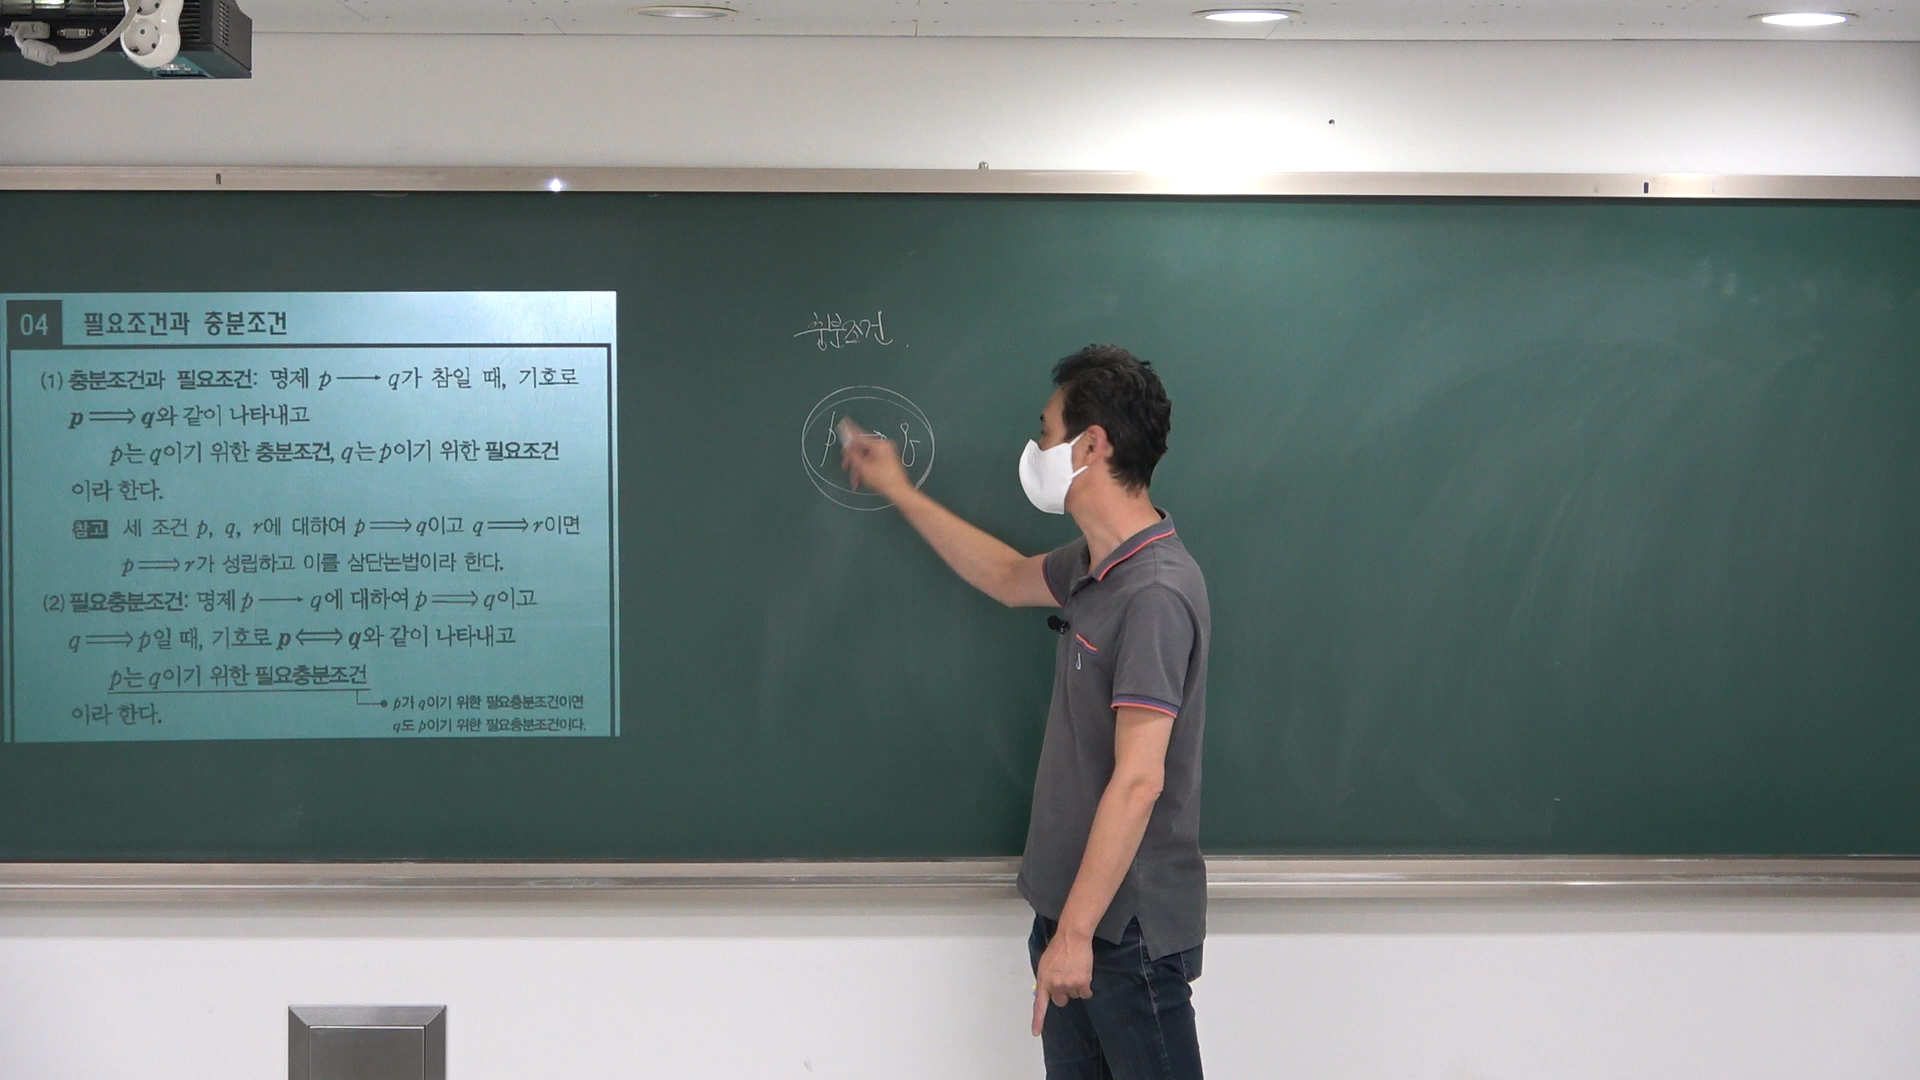 04 필요조건과 충분조건
(1) 충분조건과 필요조건: 명제 p ⟶ q가 참일 때, 기호로
p ⟹ q와 같이 나타내고
p는 q이기 위한 충분조건, q는 p이기 위한 필요조건
이라 한다.
참고 세 조건 p, q, r에 대하여 p ⟹ q이고 q ⟹ r이면
p ⟹ r가 성립하고 이를 삼단논법이라 한다.
(2) 필요충분조건: 명제 p ⟶ q에 대하여 p ⟹ q이고
q ⟹ p일 때, 기호로 p ⟺ q와 같이 나타내고
p는 q이기 위한 필요충분조건
이라 한다.
p가 q이기 위한 필요충분조건이면
q도 p이기 위한 필요충분조건이다.
충분조건
p → q